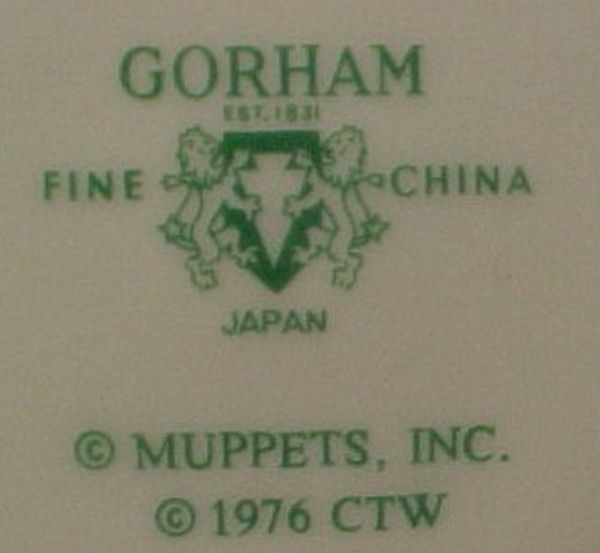 GORHAM
EST. 1831
FINE CHINA
JAPAN
© MUPPETS, INC.
© 1976 CTW